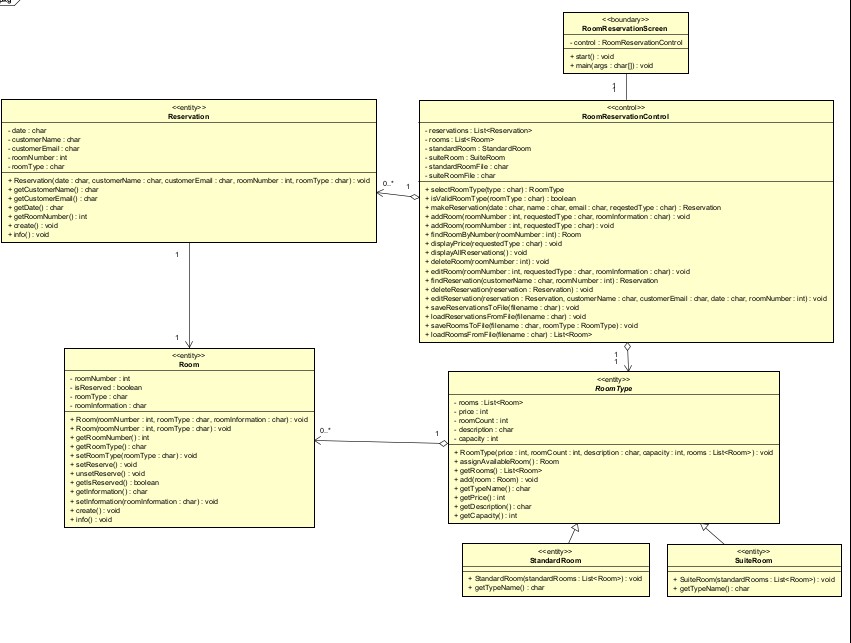 pkg
<<boundary>>
RoomReservationScreen
- control : RoomReservationControl
+ start() : void
+ main(args : char[]) : void
1
1
<<entity>>
Reservation
- date : char
- customerName : char
- customerEmail : char
- roomNumber : int
- roomType : char
+ Reservation(date : char, customerName : char, customerEmail : char, roomNumber : int, roomType : char) : void
+ getCustomerName() : char
+ getCustomerEmail() : char
+ getDate() : char
+ getRoomNumber() : int
+ create() : void
+ info() : void
0..*
1
<<control>>
RoomReservationControl
- reservations : List<Reservation>
- rooms : List<Room>
- standardRoom : StandardRoom
- suiteRoom : SuiteRoom
- standardRoomFile : char
- suiteRoomFile : char
+ selectRoomType(type : char) : RoomType
+ isValidRoomType(roomType : char) : boolean
+ makeReservation(date : char, name : char, email : char, reqestedType : char) : Reservation
+ addRoom(roomNumber : int, requestedType : char, roomInformation : char) : void
+ addRoom(roomNumber : int, requestedType : char) : void
+ findRoomByNumber(roomNumber : int) : Room
+ displayPrice(requestedType : char) : void
+ displayAllReservations() : void
+ deleteRoom(roomNumber : int) : void
+ editRoom(roomNumber : int, requestedType : char, roomInformation : char) : void
+ findReservation(customerName : char, roomNumber : int) : Reservation
+ deleteReservation(reservation : Reservation) : void
+ editReservation(reservation : Reservation, customerName : char, customerEmail : char, date : char, roomNumber : int) : void
+ saveReservationsToFile(filename : char) : void
+ loadReservationsFromFile(filename : char) : void
+ saveRoomsToFile(filename : char, roomType : RoomType) : void
+ loadRoomsFromFile(filename : char) : List<Room>
1
1
1
1
<<entity>>
Room
- roomNumber : int
- isReserved : boolean
- roomType : char
- roomInformation : char
+ Room(roomNumber : int, roomType : char, roomInformation : char) : void
+ Room(roomNumber : int, roomType : char) : void
+ getRoomNumber() : int
+ getRoomType() : char
+ setRoomType(roomType : char) : void
+ setReserve() : void
+ unsetReserve() : void
+ getIsReserved() : boolean
+ getInformation() : char
+ setInformation(roomInformation : char) : void
+ create() : void
+ info() : void
0..*
1
<<entity>>
RoomType
- rooms : List<Room>
- price : int
- roomCount : int
- description : char
- capacity : int
+ RoomType(price : int, roomCount : int, description : char, capacity : int, rooms : List<Room>) : void
+ assignAvailableRoom() : Room
+ getRooms() : List<Room>
+ add(room : Room) : void
+ getTypeName() : char
+ getPrice() : int
+ getDescription() : char
+ getCapacity() : int
<<entity>>
StandardRoom
+ StandardRoom(standardRooms : List<Room>) : void
+ getTypeName() : char
<<entity>>
SuiteRoom
+ SuiteRoom(standardRooms : List<Room>) : void
+ getTypeName() : char